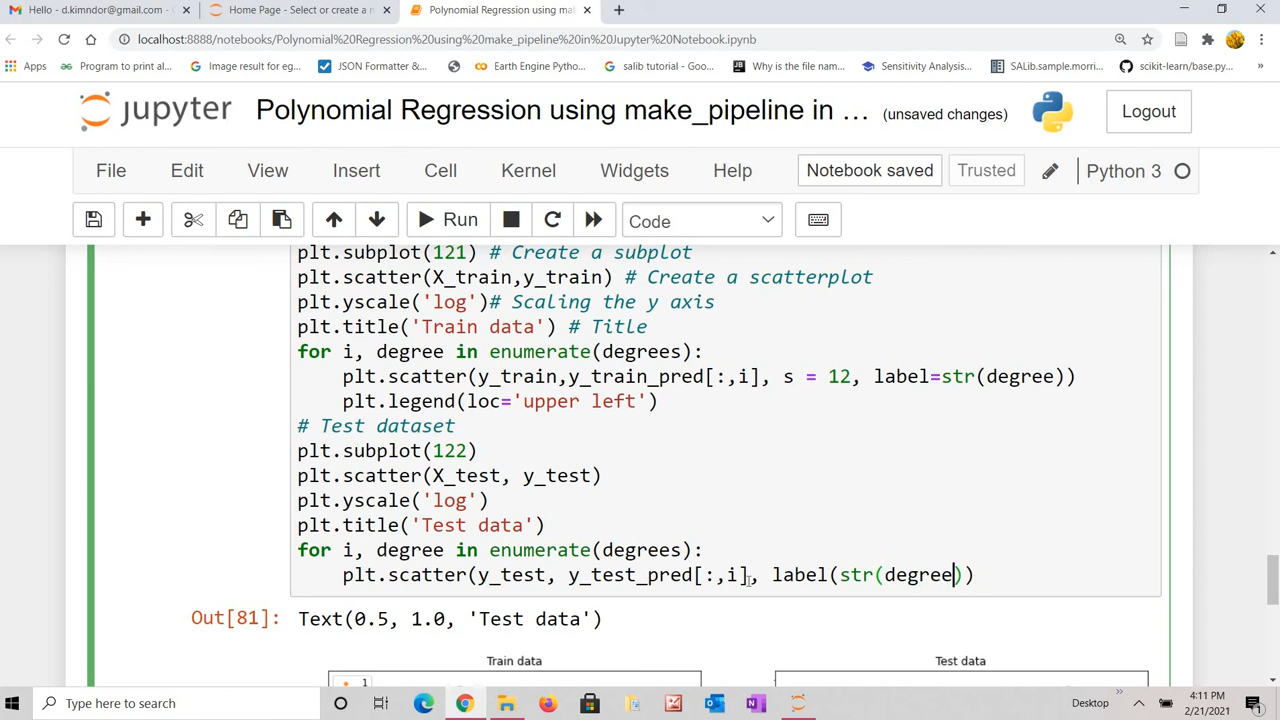 Hello - d.kimndor@gmail.com - G
Home Page - Select or create a n
Polynomial Regression using mak
localhost:8888/notebooks/Polynomial%20Regression%20using%20make_pipeline%20in%20Jupyter%20Notebook.ipynb
Apps
Program to print al...
Image result for eg...
JSON Formatter &...
Earth Engine Pytho...
salib tutorial - Goo...
Why is the file nam...
Sensitivity Analysis...
SALib.sample.morri...
scikit-learn/base.py...
jupyter
Polynomial Regression using make_pipeline in ...
(unsaved changes)
Logout
File
Edit
View
Insert
Cell
Kernel
Widgets
Help
Notebook saved
Trusted
Python 3
Run
Code
plt.subplot(121) # Create a subplot
plt.scatter(X_train,y_train) # Create a scatterplot
plt.yscale('log')# Scaling the y axis
plt.title('Train data') # Title
for i, degree in enumerate(degrees):
plt.scatter(y_train,y_train_pred[:,i], s = 12, label=str(degree))
plt.legend(loc='upper left')
# Test dataset
plt.subplot(122)
plt.scatter(X_test, y_test)
plt.yscale('log')
plt.title('Test data')
for i, degree in enumerate(degrees):
plt.scatter(y_test, y_test_pred[:,i], label(str(degree))
Out[81]: Text(0.5, 1.0, 'Test data')
Train data
Test data
1
Type here to search
Desktop
4:11 PM
2/21/2021